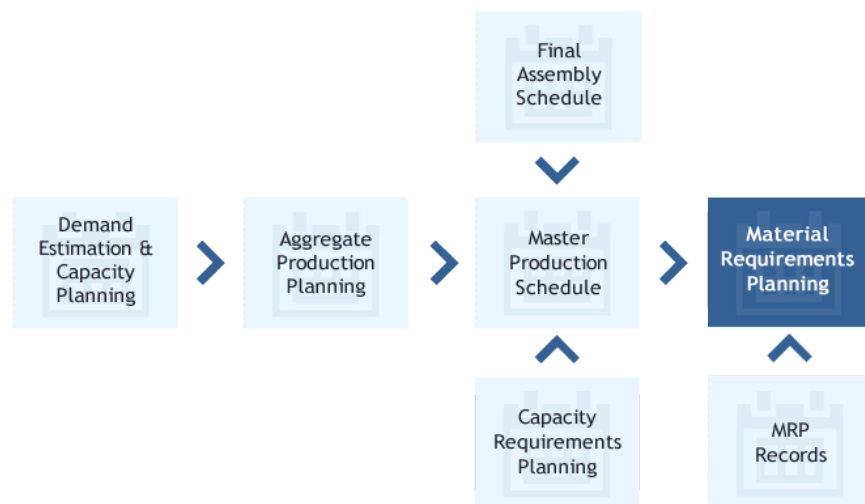 Final
Assembly
Schedule
Demand
Estimation &
Capacity
Planning
Aggregate
Production
Planning
Master
Production
Schedule
Material
Requirements
Planning
Capacity
Requirements
Planning
MRP
Records